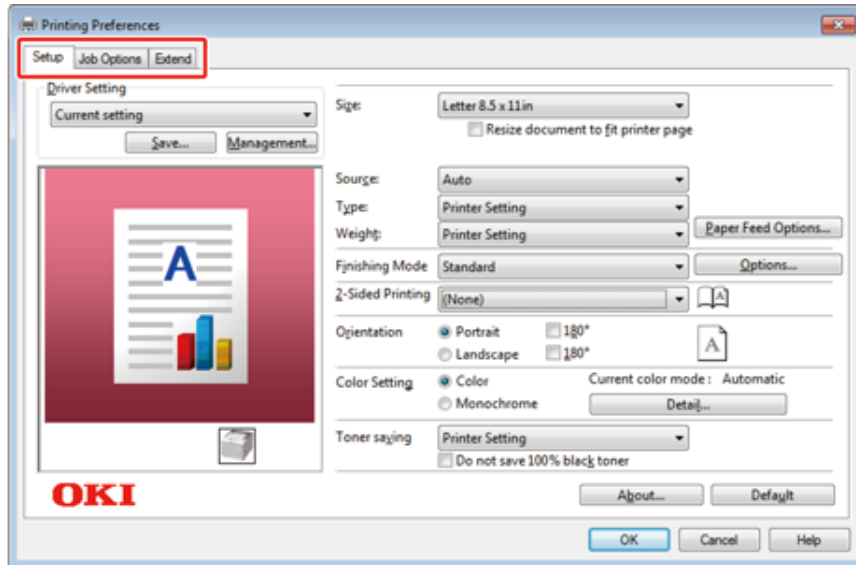 Printing Preferences
Setup Job Options Extend
Driver Setting
Current setting
Save... Management...
A
OKI
Size: Letter 8.5 x 11in
Resize document to fit printer page
Source: Auto
Type: Printer Setting
Weight: Printer Setting Paper Feed Options...
Finishing Mode Standard Options...
2-Sided Printing (None) A
Orientation Portrait 180°
Landscape 180° A
Color Setting Color Current color mode : Automatic
Monochrome Detail...
Toner saving Printer Setting
Do not save 100% black toner
About... Default
OK Cancel Help